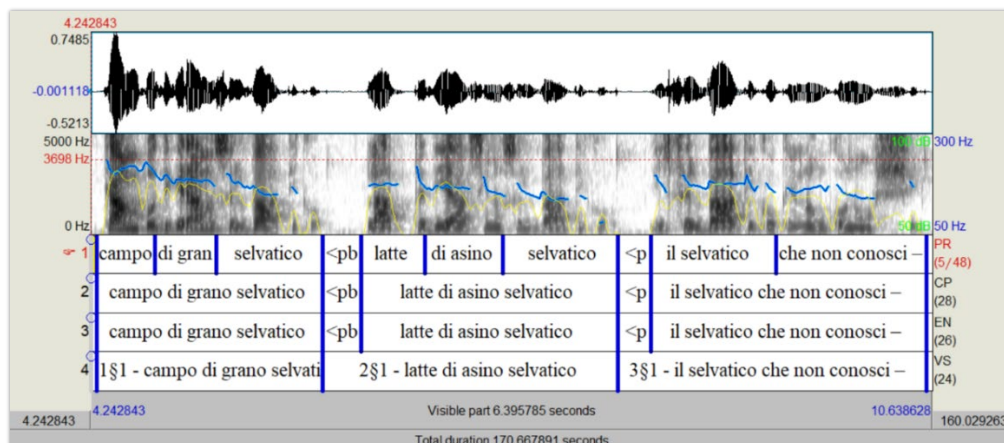 4.242843
0.7485
-0.001118
-0.5213
5000 Hz
3698 Hz
0 Hz
100 dB
300 Hz
50 dB
50 Hz
1 campo di gran selvatico <pb latte di asino selvatico <p il selvatico che non conosci – PR (5/48)
2 campo di grano selvatico <pb latte di asino selvatico <p il selvatico che non conosci – CP (28)
3 campo di grano selvatico <pb latte di asino selvatico <p il selvatico che non conosci – EN (26)
4 1§1 - campo di grano selvati 2§1 - latte di asino selvatico 3§1 - il selvatico che non conosci – VS (24)
4.242843 Visible part 6.395785 seconds 10.638628
4.242843 160.029263
Total duration 170.667891 seconds